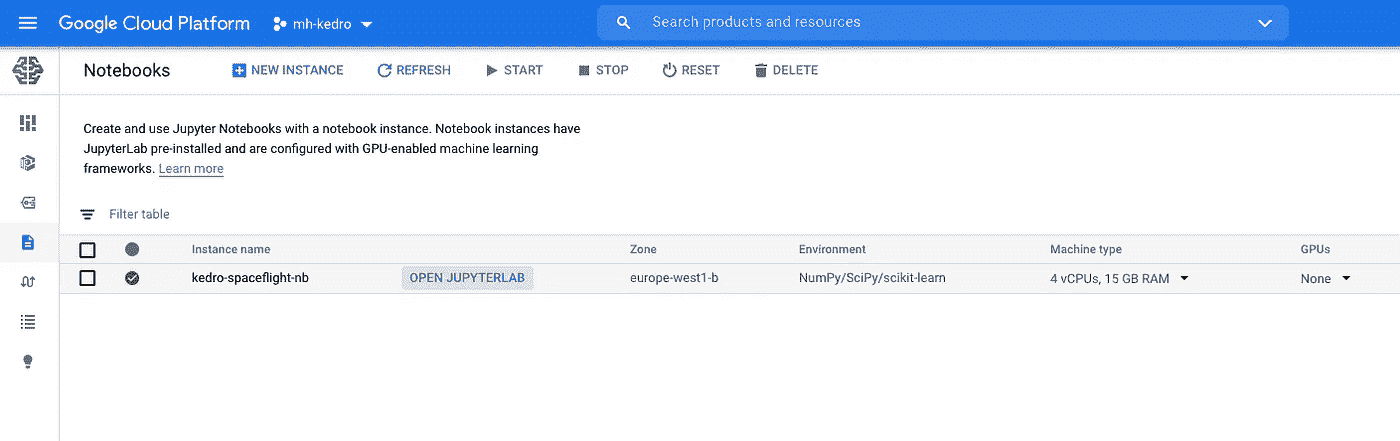 Google Cloud Platform mh-kedro Search products and resources
Notebooks NEW INSTANCE REFRESH START STOP RESET DELETE
Create and use Jupyter Notebooks with a notebook instance. Notebook instances have
JupyterLab pre-installed and are configured with GPU-enabled machine learning
frameworks. Learn more
Filter table
Instance name Zone Environment Machine type GPUs
kedro-spaceflight-nb OPEN JUPYTERLAB europe-west1-b NumPy/SciPy/scikit-learn 4 vCPUs, 15 GB RAM None